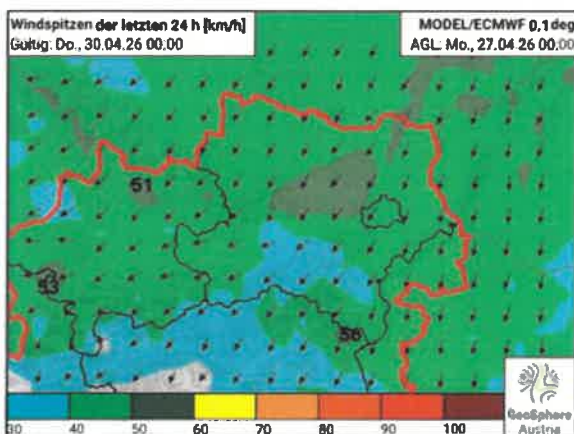 Windspitzen der letzten 24 h [km/h]
Gültig: Do., 30.04.26 00:00
MODEL/ECMWF 0,1 deg
AGL: Mo., 27.04.26 00:00
51
53
56
30 40 50 60 70 80 90 100
GeoSphere
Austria